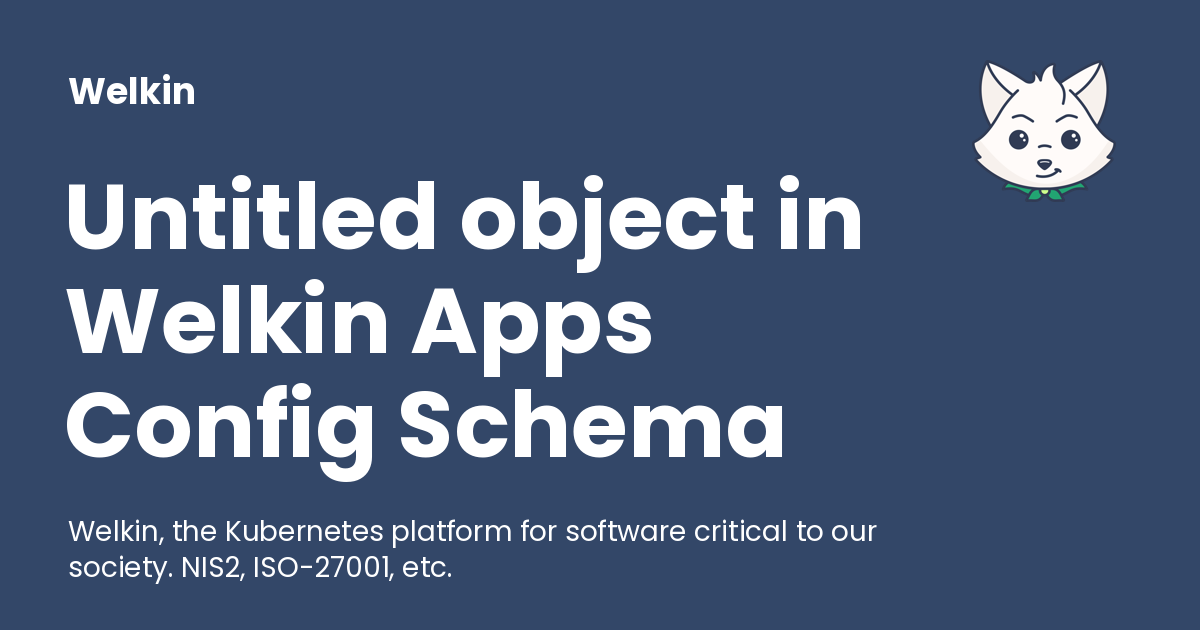 Welkin
Untitled object in
Welkin Apps
Config Schema
Welkin, the Kubernetes platform for software critical to our
society. NIS2, ISO-27001, etc.